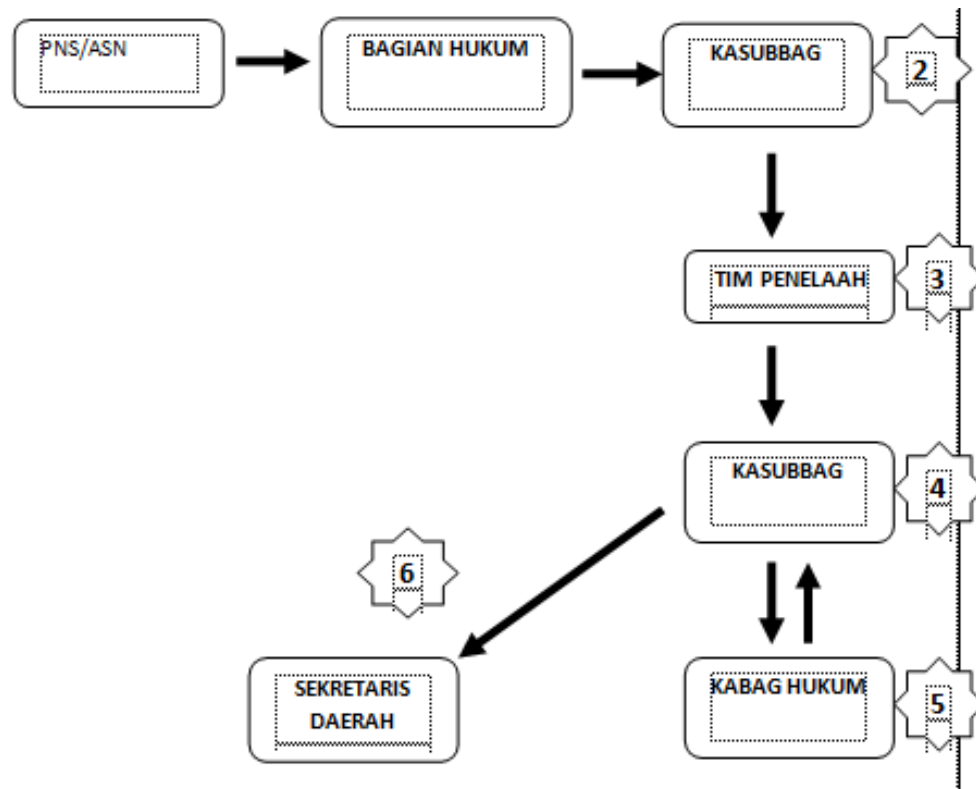 PNS/ASN
BAGIAN HUKUM
KASUBBAG
2
TIM PENELAAH
3
KASUBBAG
4
6
SEKRETARIS
DAERAH
KABAG HUKUM
5